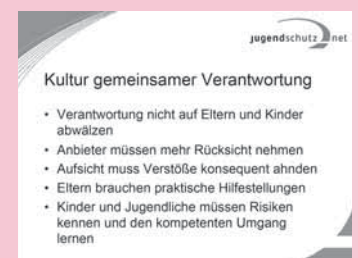 jugendschutz net
Kultur gemeinsamer Verantwortung
• Verantwortung nicht auf Eltern und Kinder
abwälzen
• Anbieter müssen mehr Rücksicht nehmen
• Aufsicht muss Verstöße konsequent ahnden
• Eltern brauchen praktische Hilfestellungen
• Kinder und Jugendliche müssen Risiken
kennen und den kompetenten Umgang
lernen